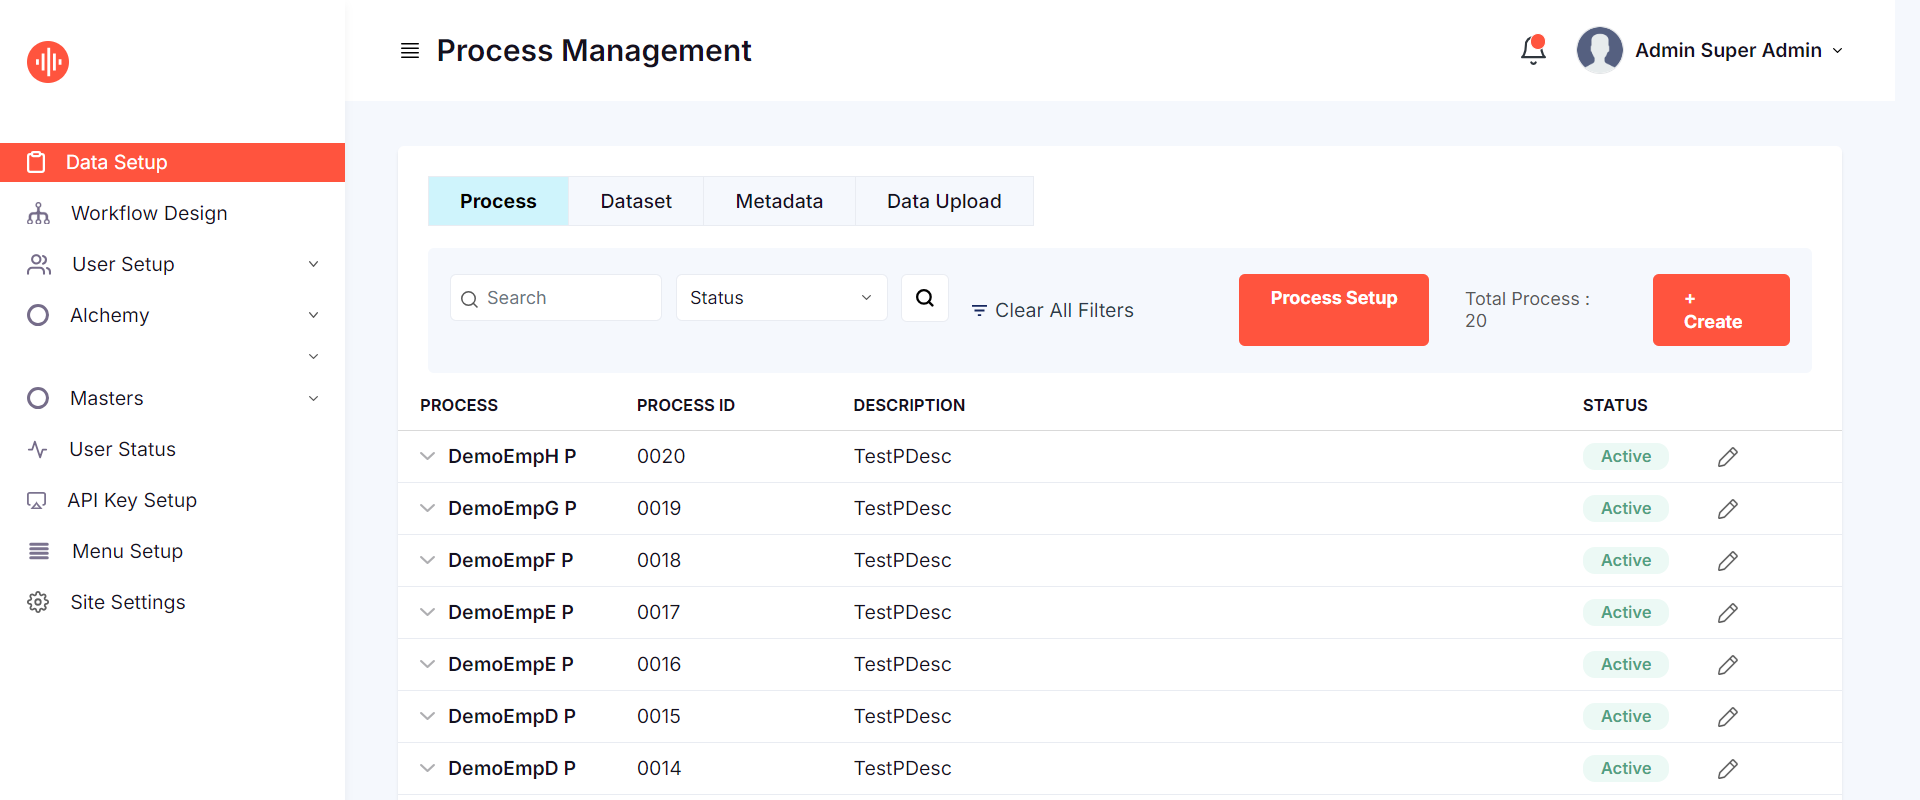 Process Management
Admin Super Admin
Data Setup
Workflow Design
User Setup
Alchemy
Masters
User Status
API Key Setup
Menu Setup
Site Settings
Process Dataset Metadata Data Upload
Search Status Clear All Filters Process Setup Total Process : 20 + Create
PROCESS PROCESS ID DESCRIPTION STATUS
DemoEmpH P 0020 TestPDesc Active
DemoEmpG P 0019 TestPDesc Active
DemoEmpF P 0018 TestPDesc Active
DemoEmpE P 0017 TestPDesc Active
DemoEmpE P 0016 TestPDesc Active
DemoEmpD P 0015 TestPDesc Active
DemoEmpD P 0014 TestPDesc Active